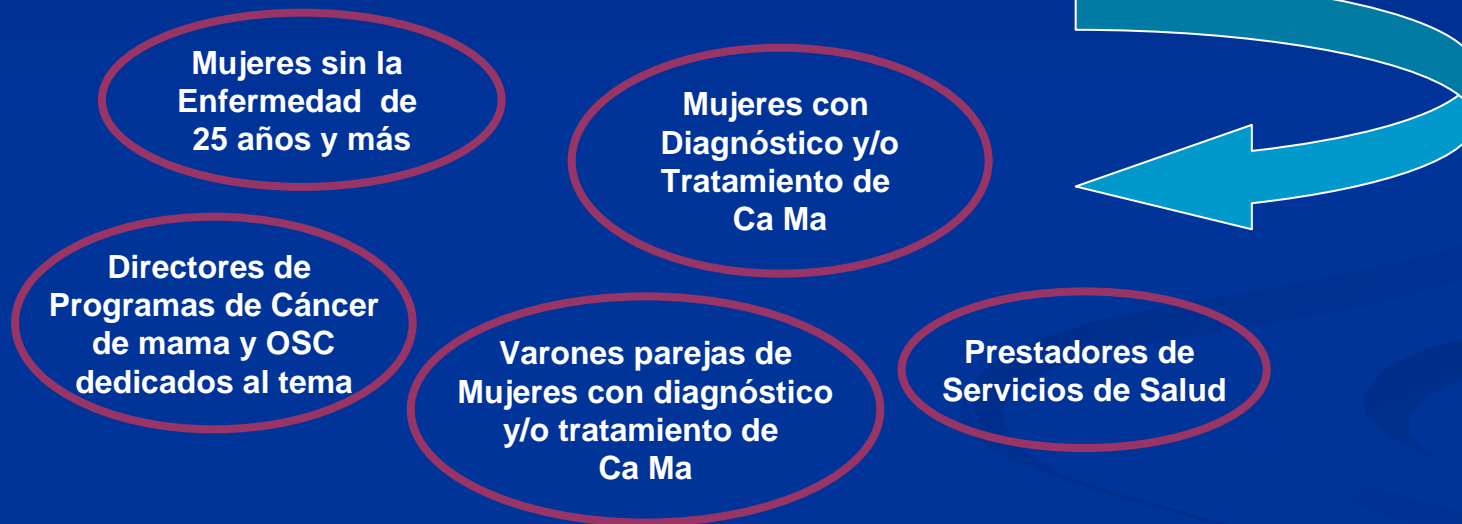 Mujeres sin la
Enfermedad de
25 años y más
Mujeres con
Diagnóstico y/o
Tratamiento de
Ca Ma
Directores de
Programas de Cáncer
de mama y OSC
dedicados al tema
Varones parejas de
Mujeres con diagnóstico
y/o tratamiento de
Ca Ma
Prestadores de
Servicios de Salud